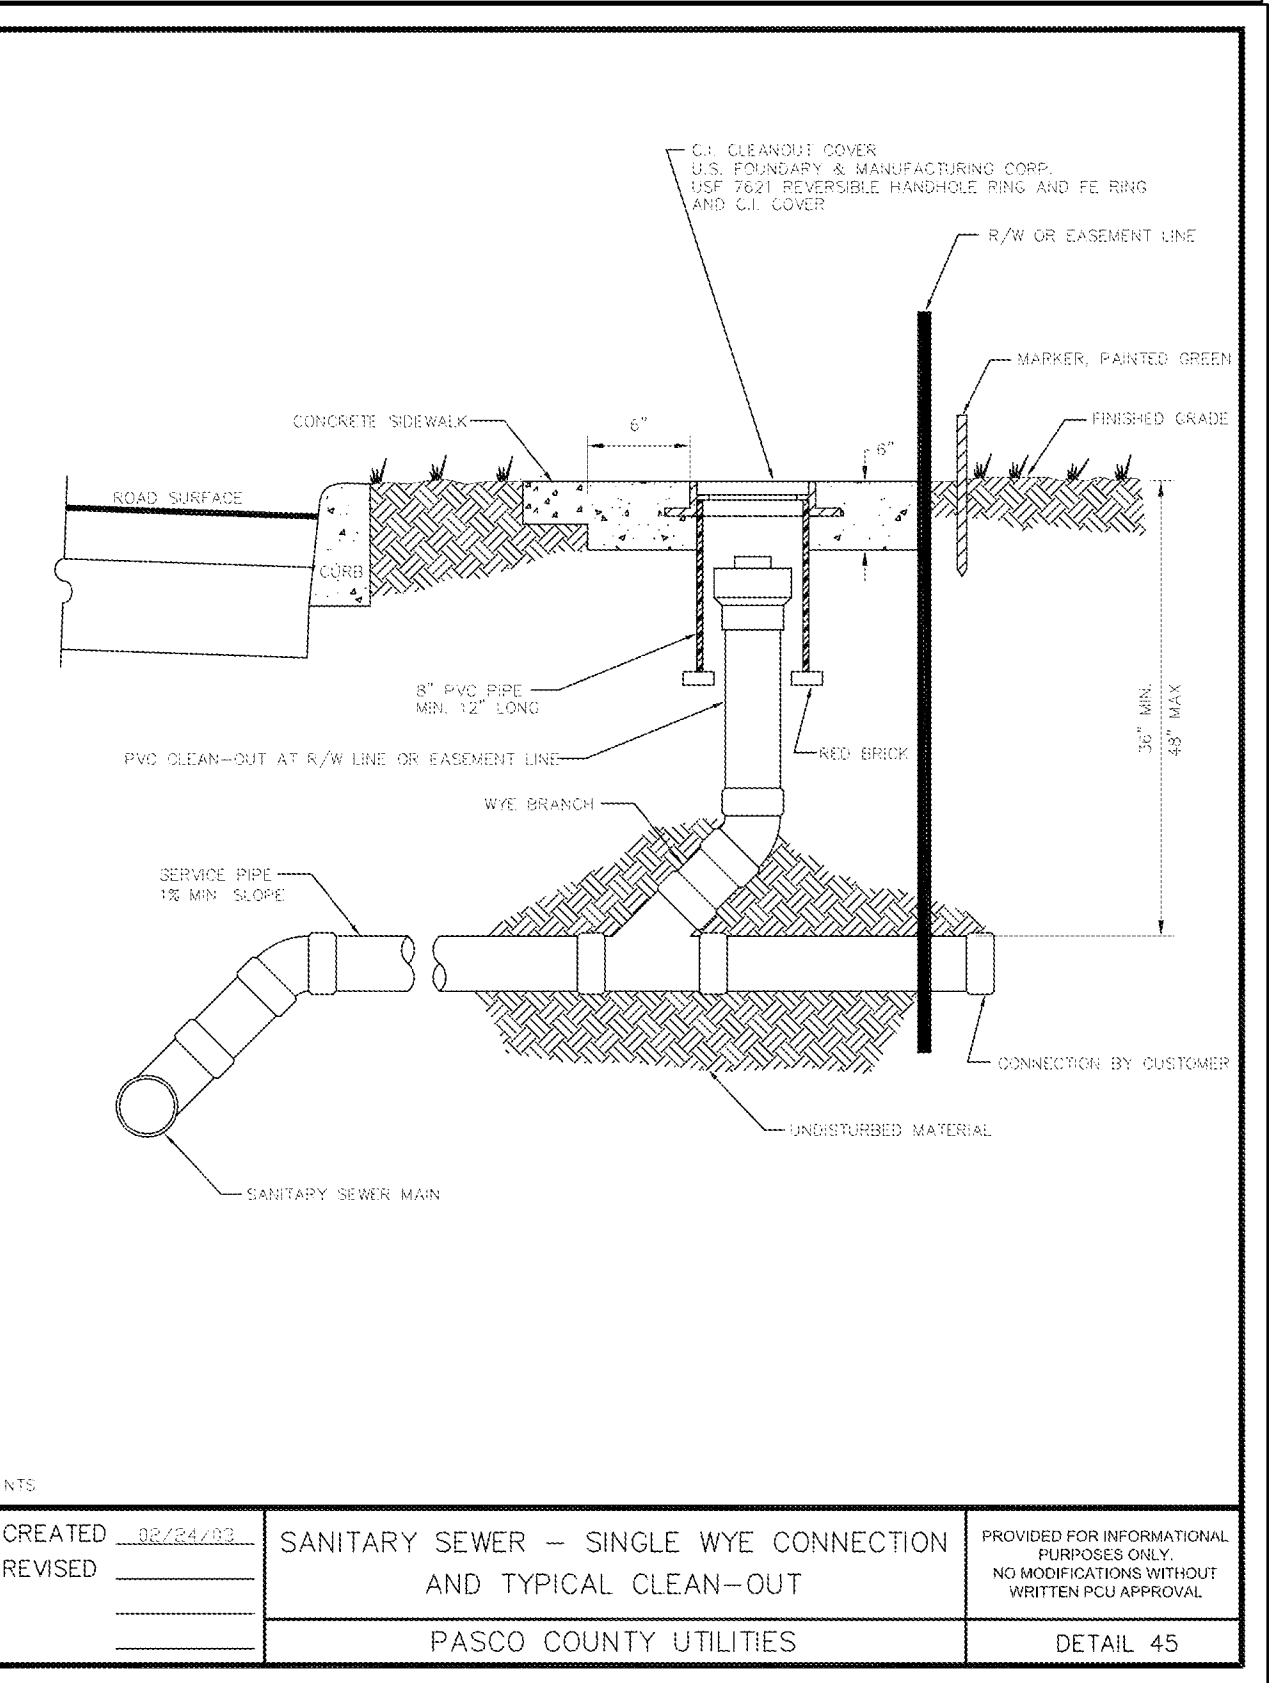 C.I. CLEANOUT COVER
U.S. FOUNDARY & MANUFACTURING CORP.
USF 7621 REVERSIBLE HANDHOLE RING AND FE RING
AND C.I. COVER
R/W OR EASEMENT LINE
MARKER, PAINTED GREEN
CONCRETE SIDEWALK
6"
FINISHED GRADE
6"
ROAD SURFACE
CURB
8" PVC PIPE
MIN. 12" LONG
36" MIN.
48" MAX
PVC CLEAN-OUT AT R/W LINE OR EASEMENT LINE
RED BRICK
WYE BRANCH
SERVICE PIPE
1% MIN. SLOPE
CONNECTION BY CUSTOMER
UNDISTURBED MATERIAL
SANITARY SEWER MAIN
NTS
CREATED 02/24/03
REVISED
SANITARY SEWER - SINGLE WYE CONNECTION
AND TYPICAL CLEAN-OUT
PASCO COUNTY UTILITIES
PROVIDED FOR INFORMATIONAL
PURPOSES ONLY.
NO MODIFICATIONS WITHOUT
WRITTEN PCU APPROVAL
DETAIL 45